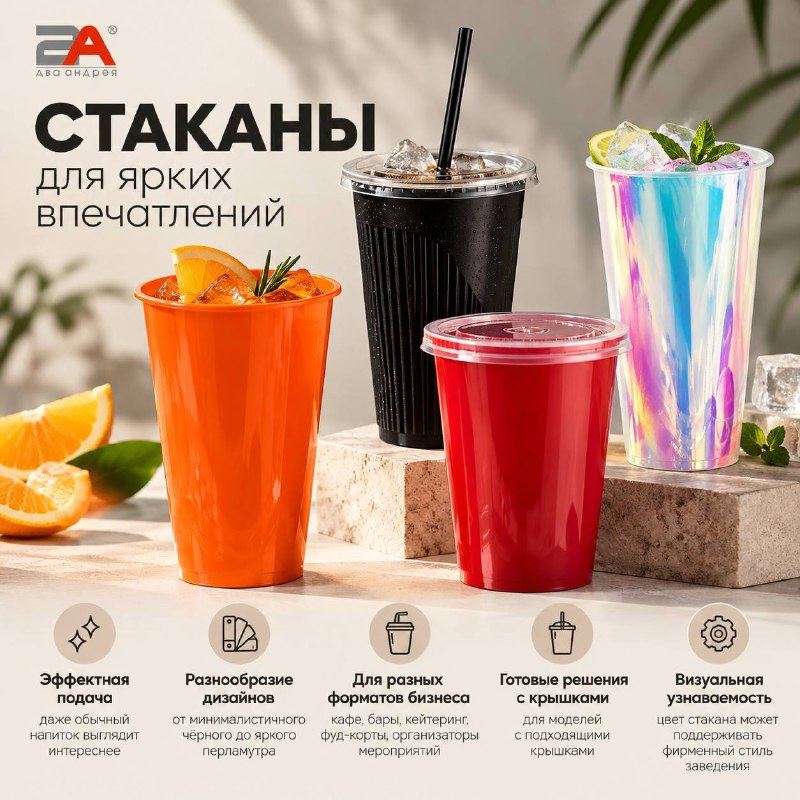 2А®
два андрея
СТАКАНЫ
для ярких
впечатлений
Эффектная
подача
даже обычный
напиток выглядит
интереснее
Разнообразие
дизайнов
от минималистичного
чёрного до яркого
перламутра
Для разных
форматов бизнеса
кафе, бары, кейтеринг,
фуд-корты, организаторы
мероприятий
Готовые решения
с крышками
для моделей
с подходящими
крышками
Визуальная
узнаваемость
цвет стакана может
поддерживать
фирменный стиль
заведения